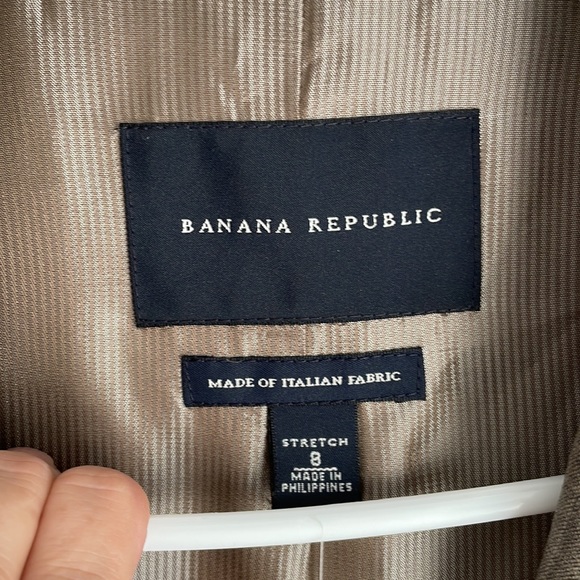 BANANA REPUBLIC
MADE OF ITALIAN FABRIC
STRETCH
8
MADE IN
PHILIPPINES